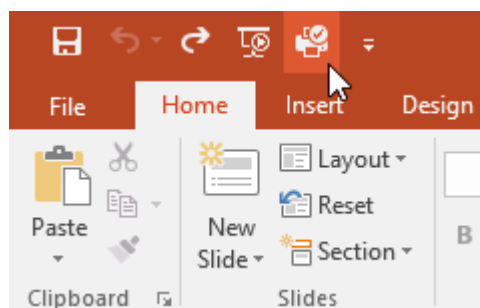 File Home Insert Design
Layout
Reset
Paste New Slide Section
Clipboard Slides
B